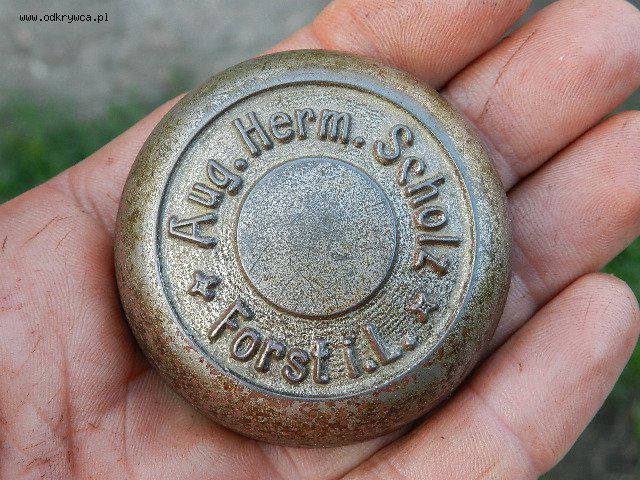 www.odkrywca.pl
Aug. Herm. Scholz
Forst i. L.